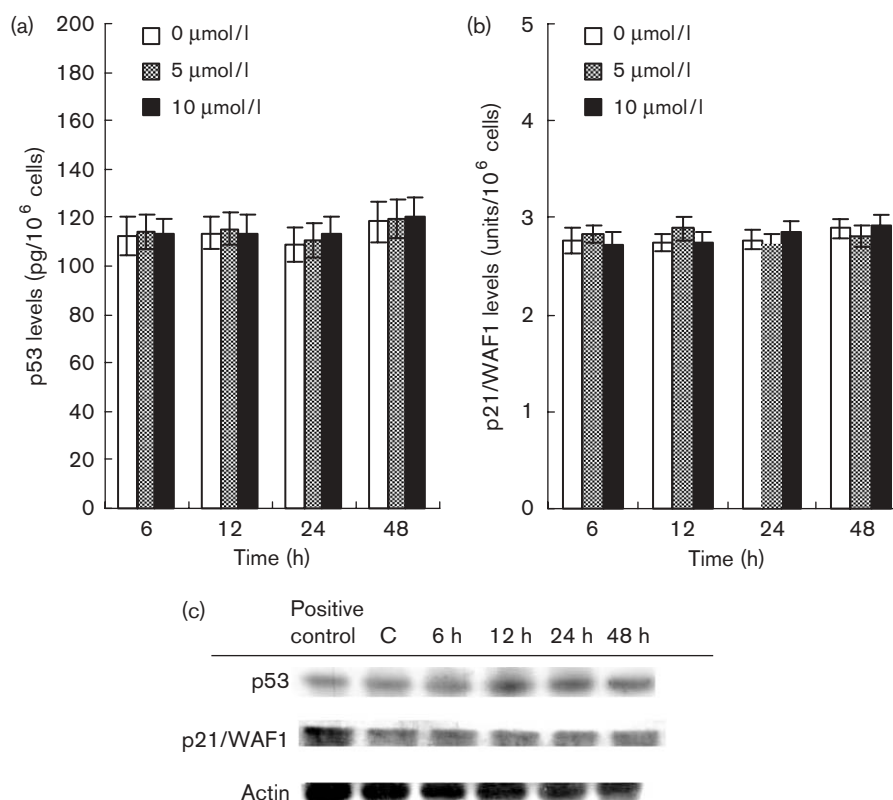 (a)
200
180
160
140
120
100
80
60
40
20
0
p53 levels (pg/10⁶ cells)
0 μmol/l
5 μmol/l
10 μmol/l
6 12 24 48
Time (h)
(b)
5
4
3
2
1
0
p21/WAF1 levels (units/10⁶ cells)
0 μmol/l
5 μmol/l
10 μmol/l
6 12 24 48
Time (h)
(c)
Positive
control C 6 h 12 h 24 h 48 h
p53
p21/WAF1
Actin